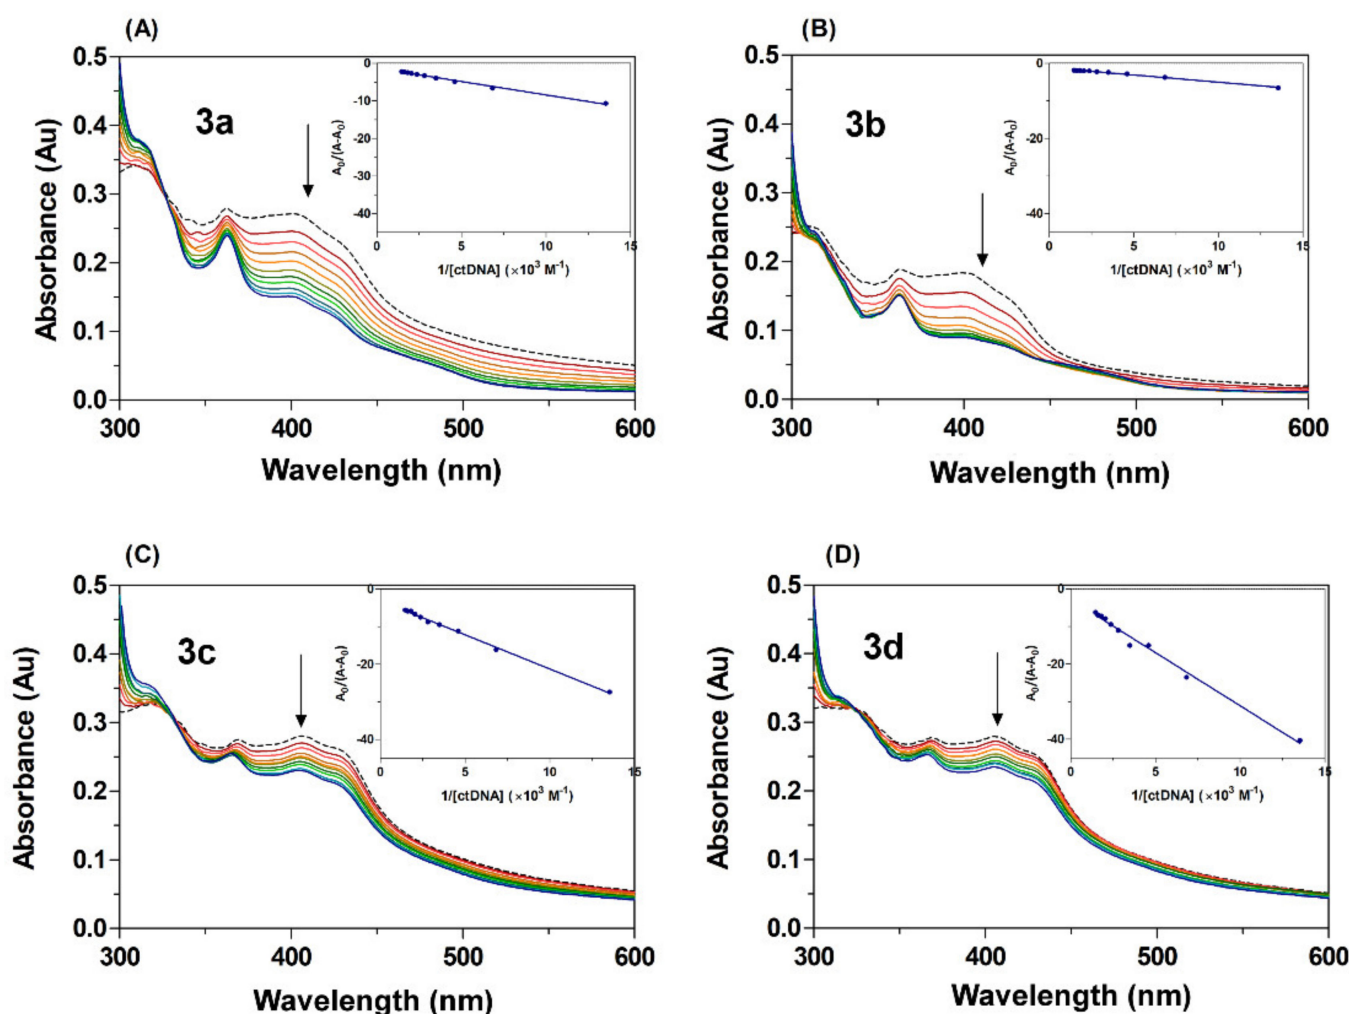 (A)
3a
Absorbance (Au)
0.5
0.4
0.3
0.2
0.1
0.0
300
400
500
600
Wavelength (nm)
A₀/(A-A₀)
0
-10
-20
-30
-40
0
5
10
15
1/[ctDNA] (×10³ M⁻¹)
(B)
3b
Absorbance (Au)
0.5
0.4
0.3
0.2
0.1
0.0
300
400
500
600
Wavelength (nm)
A₀/(A-A₀)
0
-20
-40
0
5
10
15
1/[ctDNA] (×10³ M⁻¹)
(C)
3c
Absorbance (Au)
0.5
0.4
0.3
0.2
0.1
0.0
300
400
500
600
Wavelength (nm)
A₀/(A-A₀)
0
-20
-40
0
5
10
15
1/[ctDNA] (×10³ M⁻¹)
(D)
3d
Absorbance (Au)
0.5
0.4
0.3
0.2
0.1
0.0
300
400
500
600
Wavelength (nm)
A₀/(A-A₀)
0
-20
-40
0
5
10
15
1/[ctDNA] (×10³ M⁻¹)